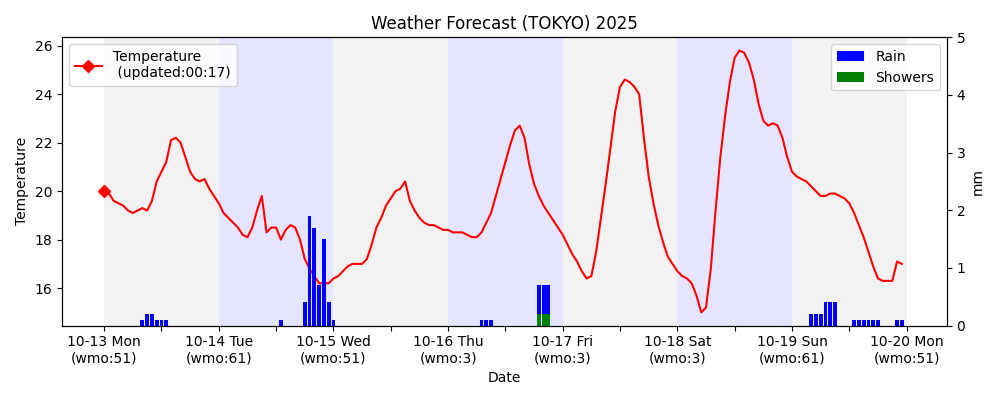 Weather Forecast (TOKYO) 2025
Temperature
(updated:00:17)
Rain
Showers
Temperature
26
24
22
20
18
16
5
4
3
2
1
0
mm
10-13 Mon
(wmo:51)
10-14 Tue
(wmo:61)
10-15 Wed
(wmo:51)
10-16 Thu
(wmo:3)
10-17 Fri
(wmo:3)
10-18 Sat
(wmo:3)
10-19 Sun
(wmo:61)
10-20 Mon
(wmo:51)
Date